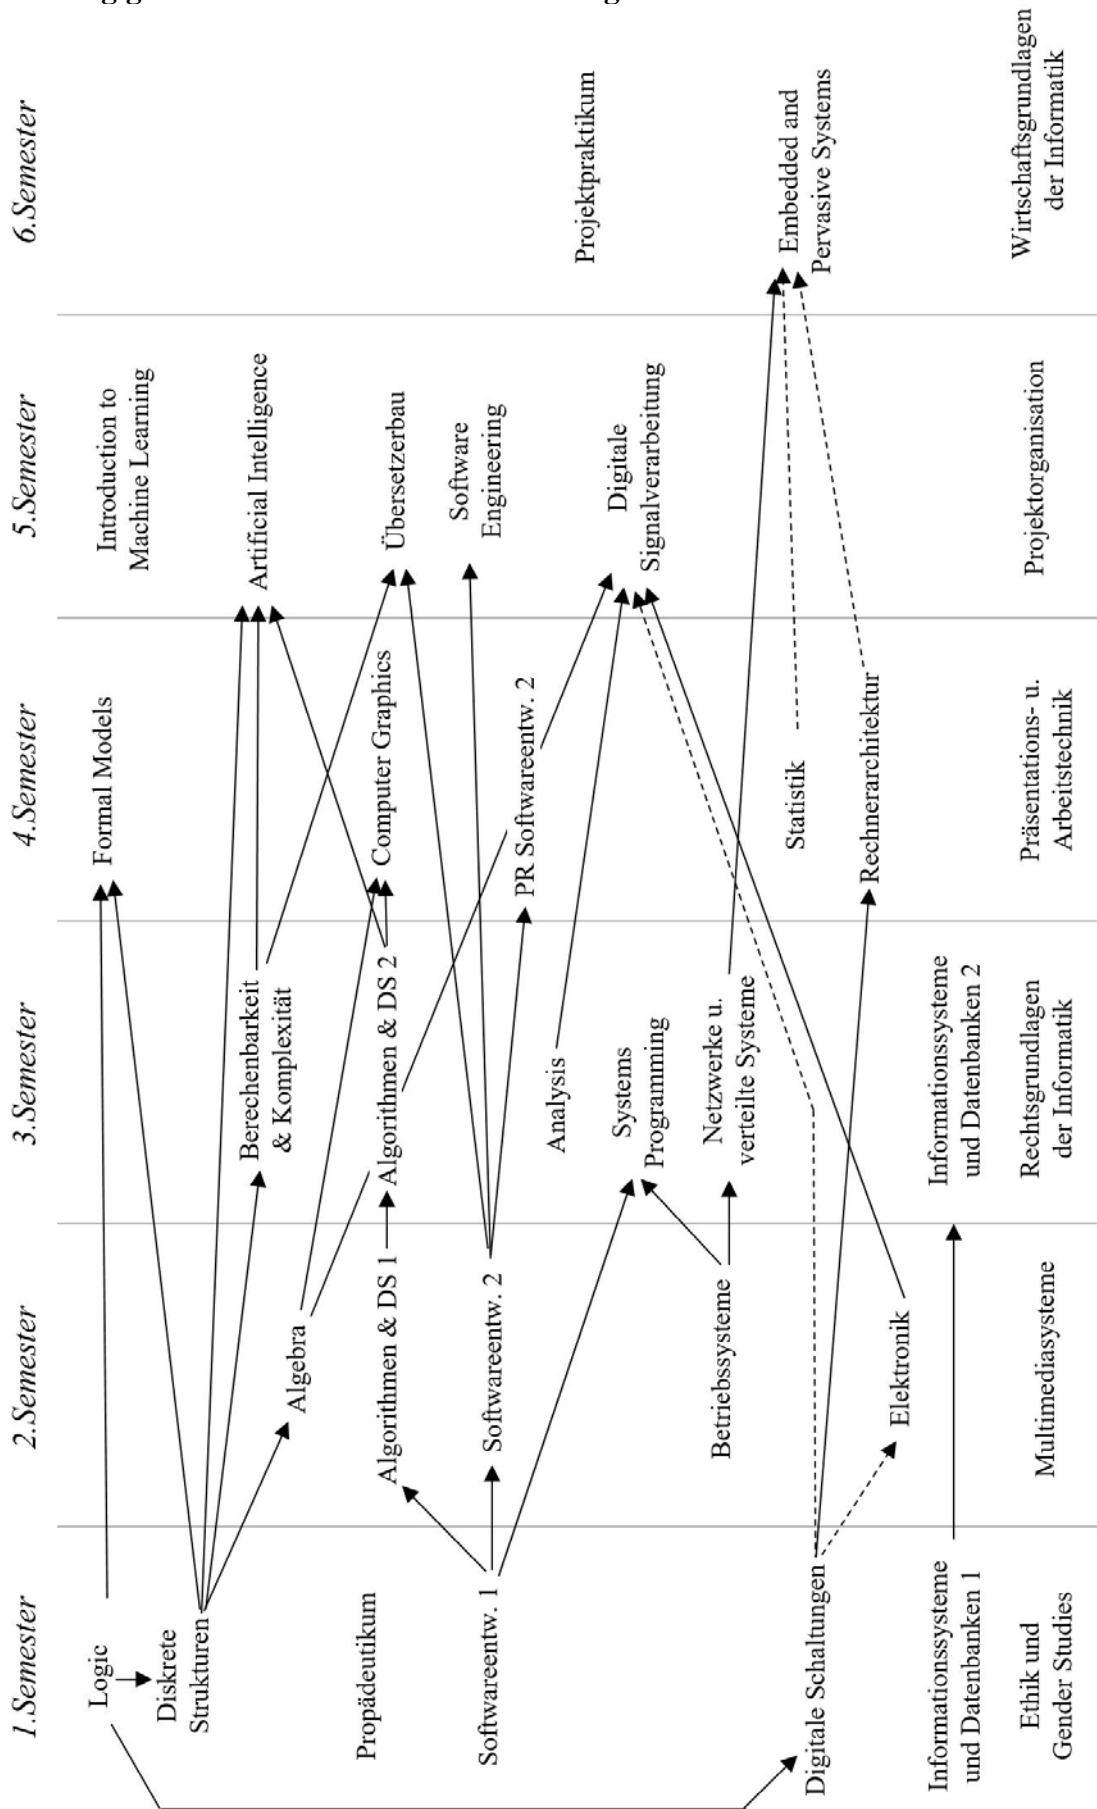 1.Semester
2.Semester
3.Semester
4.Semester
5.Semester
6.Semester
Logic
Diskrete
Strukturen
Propädeutikum
Softwareentw. 1
Digitale Schaltungen
Informationssysteme
und Datenbanken 1
Ethik und
Gender Studies
Algebra
Algorithmen & DS 1
Softwareentw. 2
Betriebssysteme
Elektronik
Multimediasysteme
Berechenbarkeit
& Komplexität
Algorithmen & DS 2
Analysis
Systems
Programming
Netzwerke u.
verteilte Systeme
Informationssysteme
und Datenbanken 2
Rechtsgrundlagen
der Informatik
Formal Models
Computer Graphics
PR Softwareentw. 2
Statistik
Rechnerarchitektur
Präsentations- u.
Arbeitstechnik
Introduction to
Machine Learning
Artificial Intelligence
Übersetzerbau
Software
Engineering
Digitale
Signalverarbeitung
Projektorganisation
Projektpraktikum
Embedded and
Pervasive Systems
Wirtschaftsgrundlagen
der Informatik